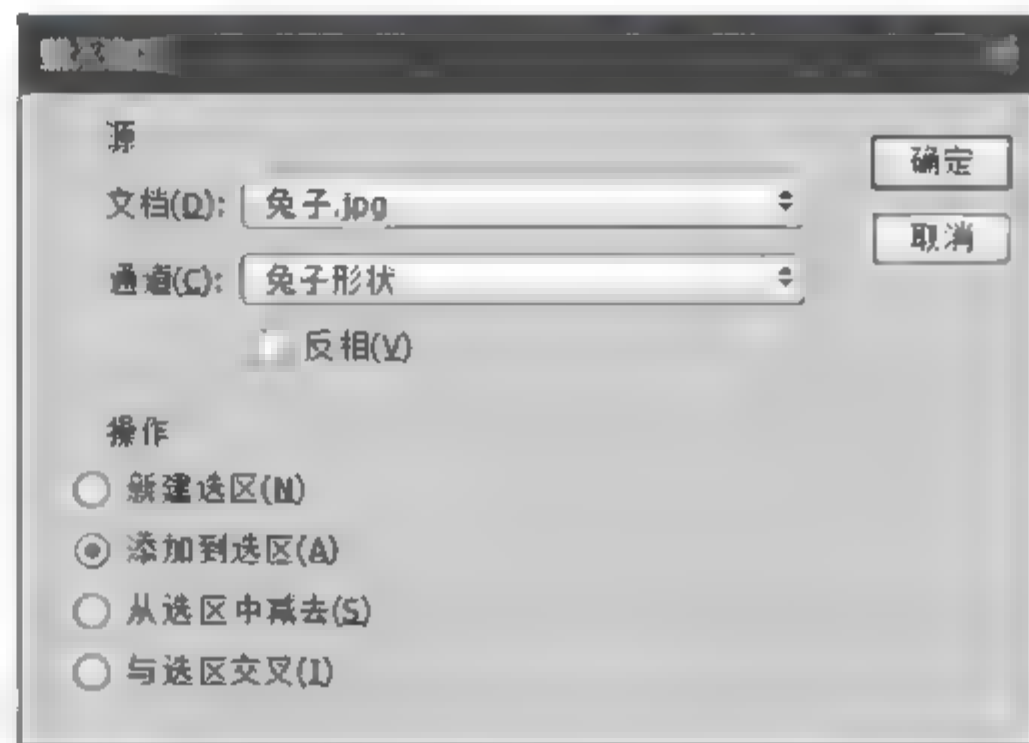 源
文档(D): 兔子.jpg
确定
取消
通道(C): 兔子形状
反相(V)
操作
新建选区(N)
添加到选区(A)
从选区中减去(S)
与选区交叉(I)